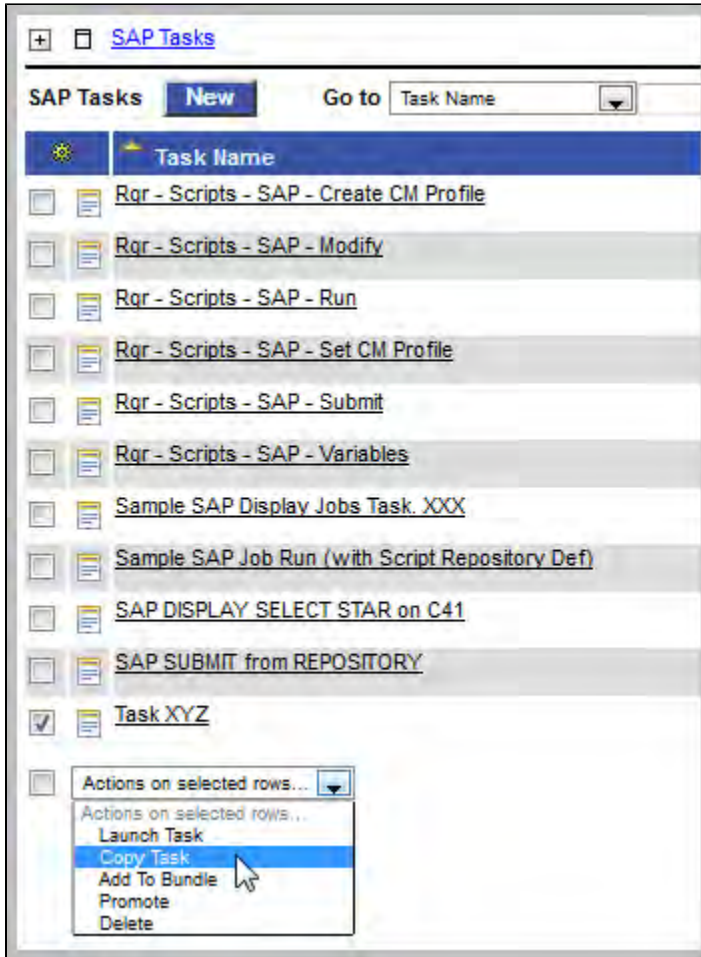 SAP Tasks
SAP Tasks New Go to Task Name
Task Name
Rqr - Scripts - SAP - Create CM Profile
Rqr - Scripts - SAP - Modify
Rqr - Scripts - SAP - Run
Rqr - Scripts - SAP - Set CM Profile
Rqr - Scripts - SAP - Submit
Rqr - Scripts - SAP - Variables
Sample SAP Display Jobs Task. XXX
Sample SAP Job Run (with Script Repository Def)
SAP DISPLAY SELECT STAR on C41
SAP SUBMIT from REPOSITORY
Task XYZ
Actions on selected rows...
Actions on selected rows...
Launch Task
Copy Task
Add To Bundle
Promote
Delete